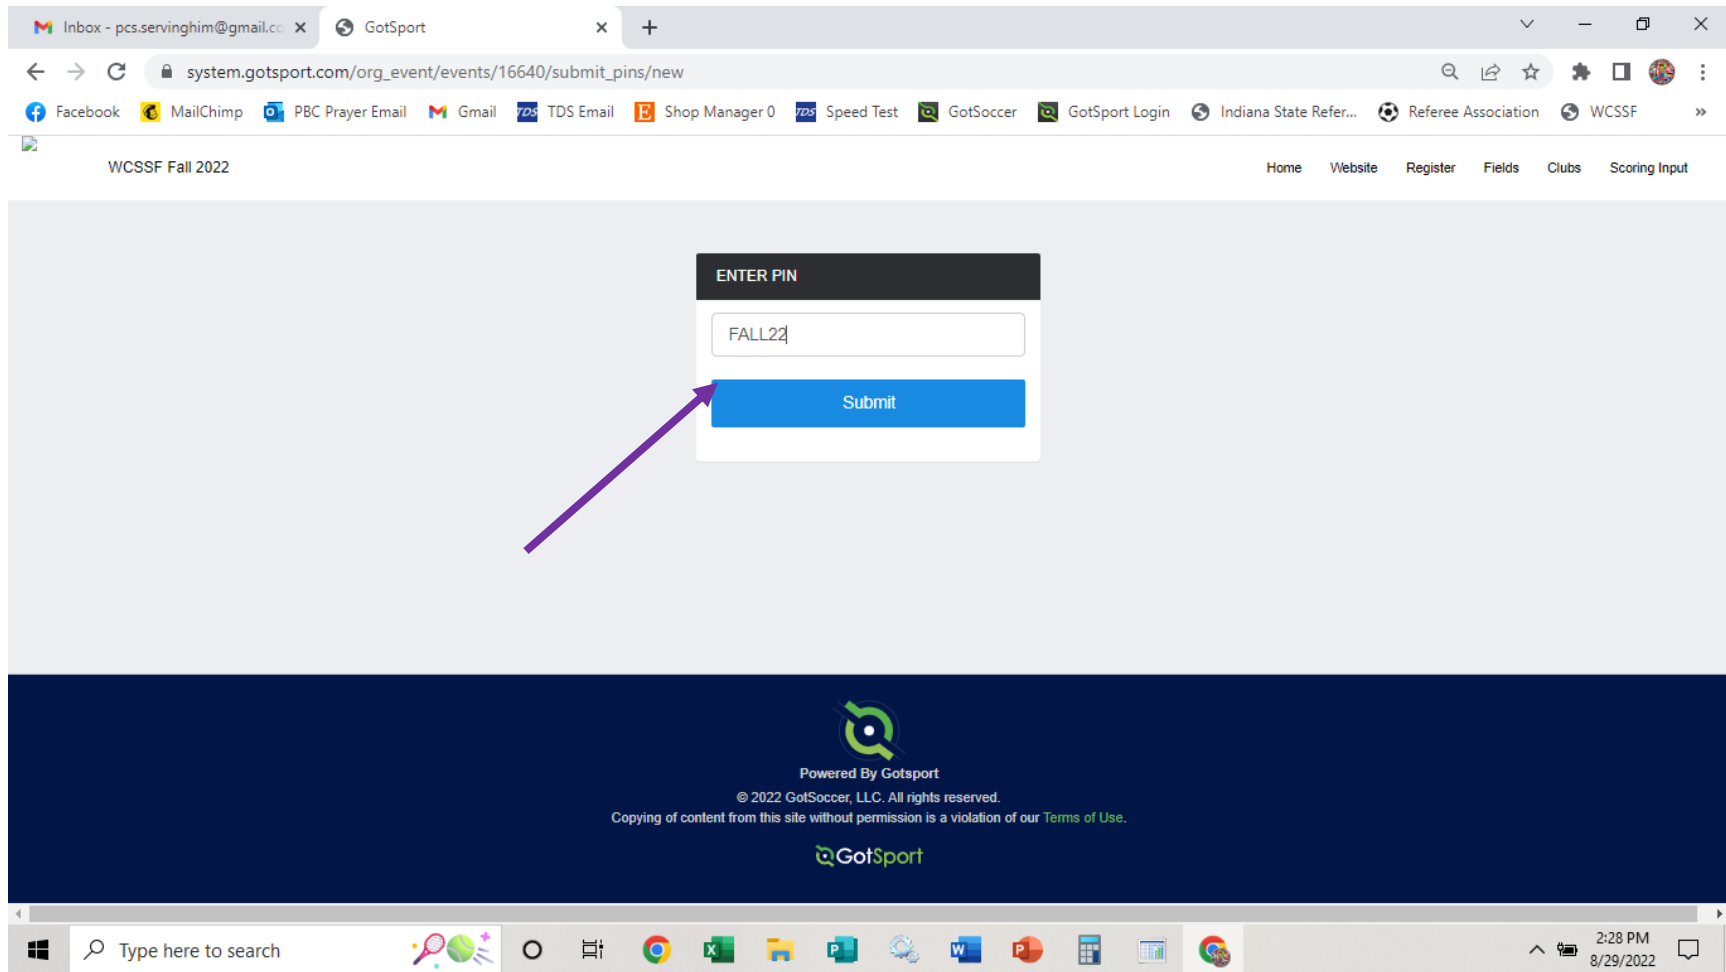 Inbox - pcs.servinghim@gmail.co
GotSport
system.gotsport.com/org_event/events/16640/submit_pins/new
Facebook MailChimp PBC Prayer Email Gmail TDS TDS Email Shop Manager 0 TDS Speed Test GotSoccer GotSport Login Indiana State Refer... Referee Association WCSSF »
WCSSF Fall 2022
Home Website Register Fields Clubs Scoring Input
ENTER PIN
FALL22
Submit
Powered By Gotsport
© 2022 GotSoccer, LLC. All rights reserved.
Copying of content from this site without permission is a violation of our Terms of Use.
GotSport
Type here to search
2:28 PM
8/29/2022